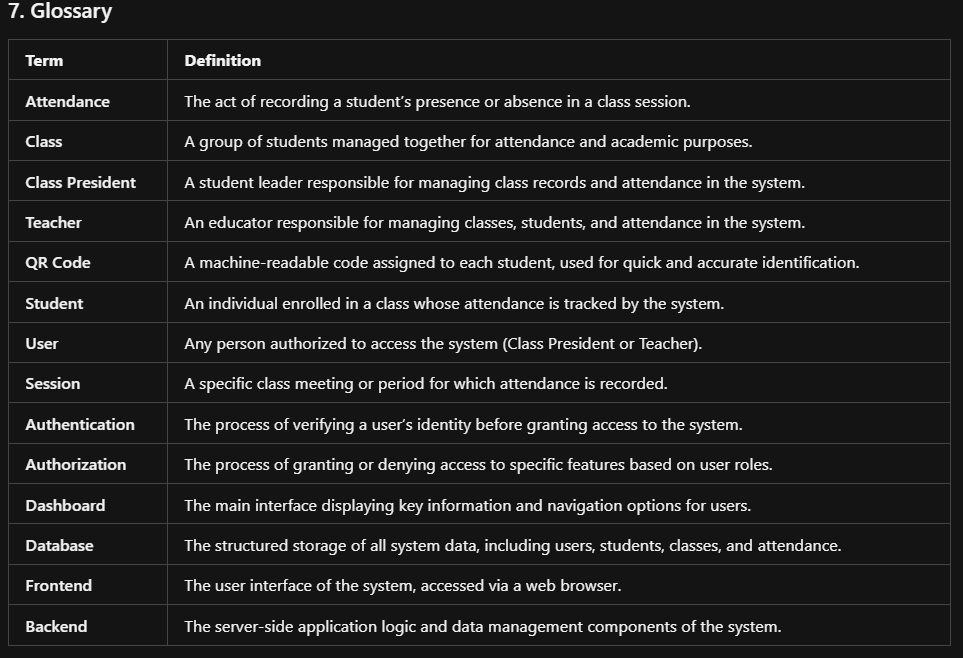 7. Glossary
Term Definition
Attendance The act of recording a student’s presence or absence in a class session.
Class A group of students managed together for attendance and academic purposes.
Class President A student leader responsible for managing class records and attendance in the system.
Teacher An educator responsible for managing classes, students, and attendance in the system.
QR Code A machine-readable code assigned to each student, used for quick and accurate identification.
Student An individual enrolled in a class whose attendance is tracked by the system.
User Any person authorized to access the system (Class President or Teacher).
Session A specific class meeting or period for which attendance is recorded.
Authentication The process of verifying a user’s identity before granting access to the system.
Authorization The process of granting or denying access to specific features based on user roles.
Dashboard The main interface displaying key information and navigation options for users.
Database The structured storage of all system data, including users, students, classes, and attendance.
Frontend The user interface of the system, accessed via a web browser.
Backend The server-side application logic and data management components of the system.